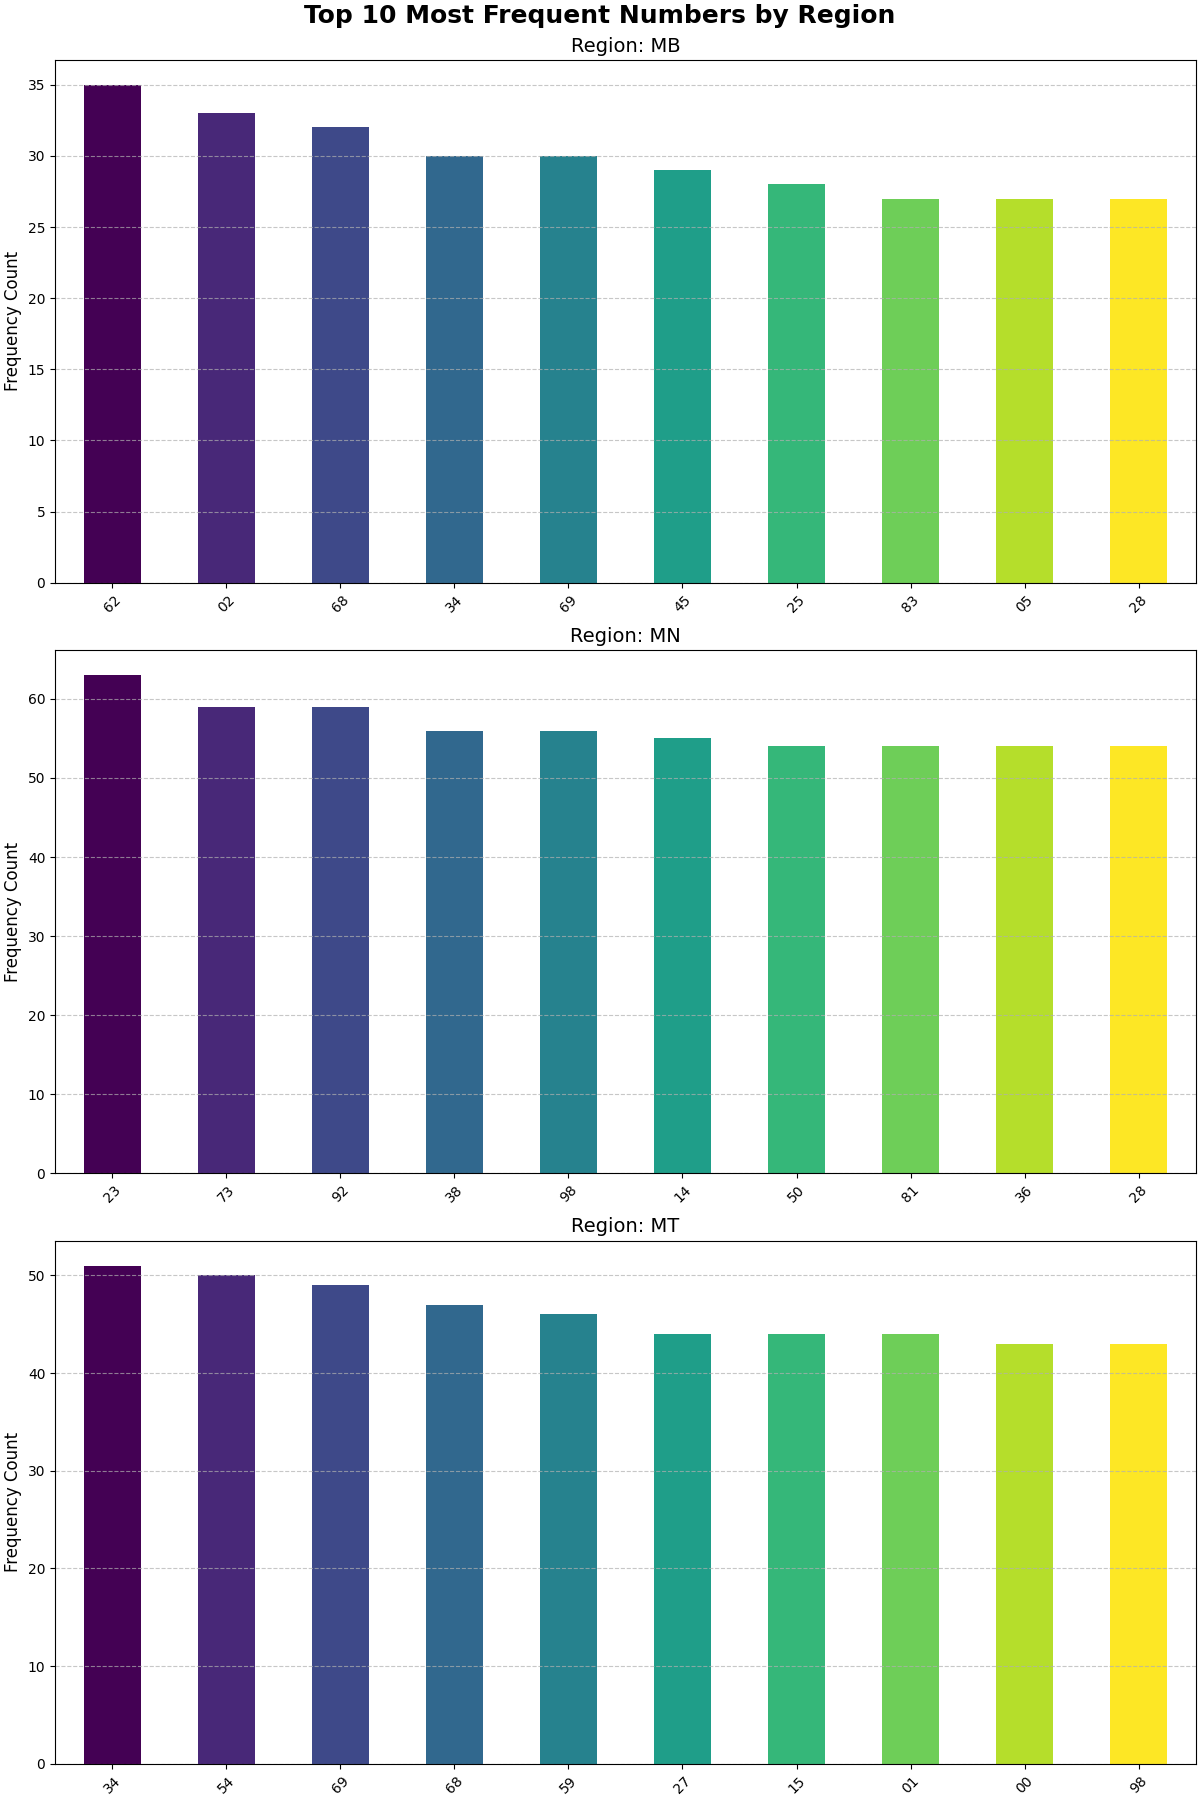 Top 10 Most Frequent Numbers by Region
Region: MB
Frequency Count
35
30
25
20
15
10
5
0
62 02 68 34 69 45 25 83 05 28
Region: MN
Frequency Count
60
50
40
30
20
10
0
23 73 92 38 98 14 50 81 36 28
Region: MT
Frequency Count
50
40
30
20
10
0
34 54 69 68 59 27 15 01 00 98